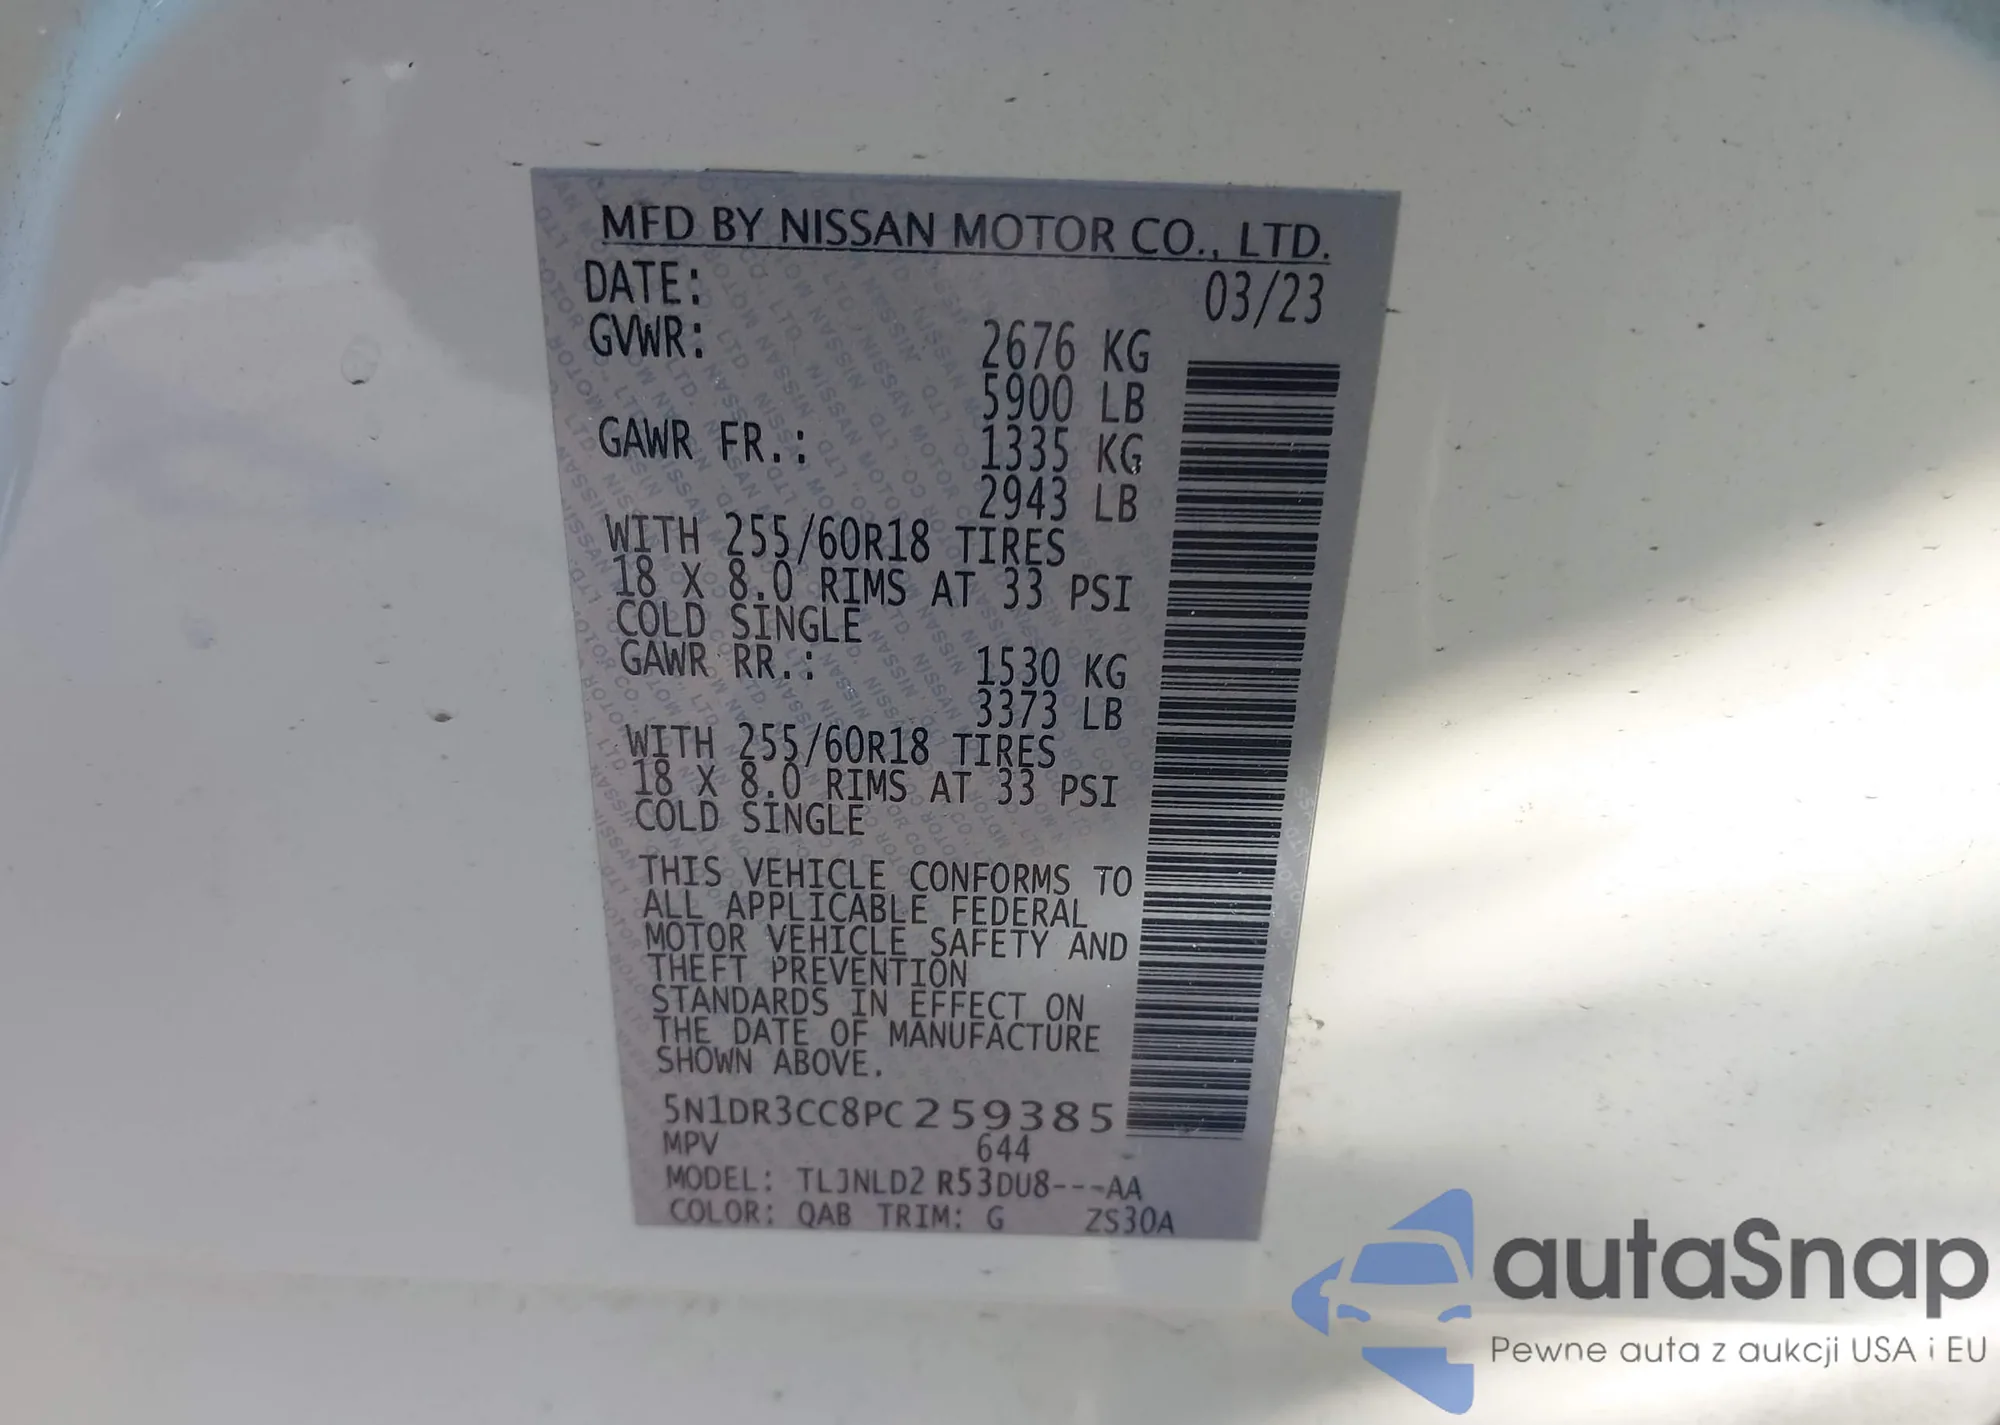 MFD BY NISSAN MOTOR CO., LTD.
DATE: 03/23
GVWR: 2676 KG
5900 LB
GAWR FR.: 1335 KG
2943 LB
WITH 255/60R18 TIRES
18 X 8.0 RIMS AT 33 PSI
COLD SINGLE
GAWR RR.: 1530 KG
3373 LB
WITH 255/60R18 TIRES
18 X 8.0 RIMS AT 33 PSI
COLD SINGLE
THIS VEHICLE CONFORMS TO
ALL APPLICABLE FEDERAL
MOTOR VEHICLE SAFETY AND
THEFT PREVENTION
STANDARDS IN EFFECT ON
THE DATE OF MANUFACTURE
SHOWN ABOVE.
5N1DR3CC8PC259385
MPV 644
MODEL: TLJNLD2 R53DU8---AA
COLOR: QAB TRIM: G ZS30A
autaSnap
Pewne auta z aukcji USA i EU